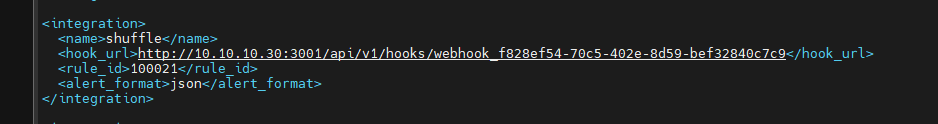 <integration>
<name>shuffle</name>
<hook_url>http://10.10.10.30:3001/api/v1/hooks/webhook_f828ef54-70c5-402e-8d59-bef32840c7c9</hook_url>
<rule_id>100021</rule_id>
<alert_format>json</alert_format>
</integration>